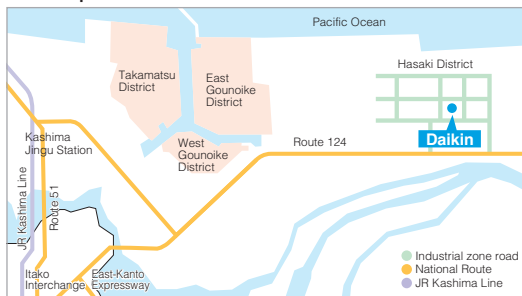 Pacific Ocean
Hasaki District
Takamatsu
District
East
Gounoike
District
Daikin
Route 124
West
Gounoike
District
Kashima
Jingu Station
JR Kashima Line
Route 51
Itako
Interchange
East-Kanto
Expressway
Industrial zone road
National Route
JR Kashima Line